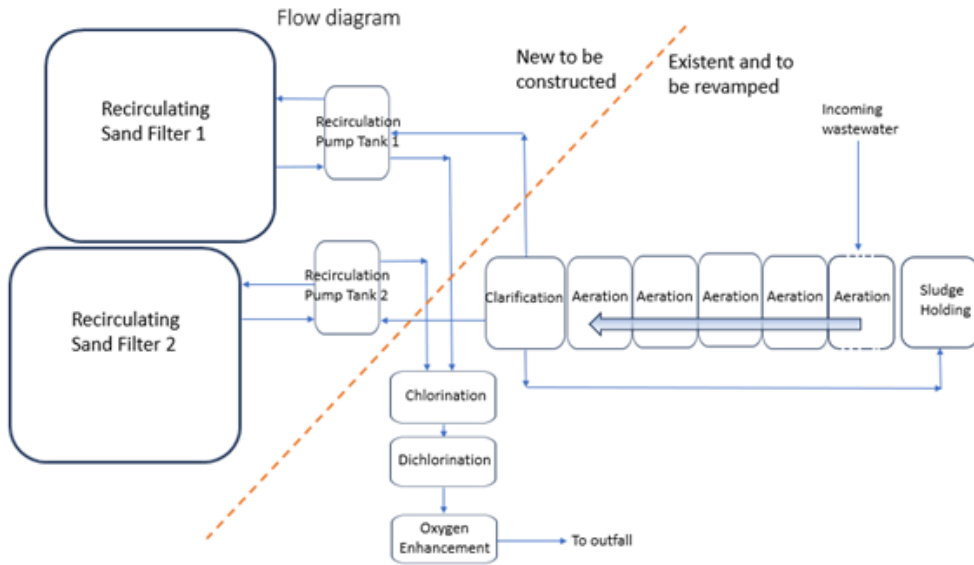 Flow diagram
New to be
constructed
Existent and to
be revamped
Incoming
wastewater
Recirculating
Sand Filter 1
Recirculation
Pump Tank 1
Recirculating
Sand Filter 2
Recirculation
Pump Tank 2
Clarification
Aeration
Aeration
Aeration
Aeration
Aeration
Sludge
Holding
Chlorination
Dichlorination
Oxygen
Enhancement
To outfall